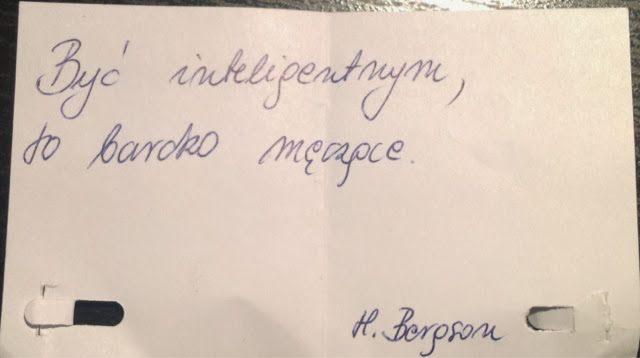 Być inteligentnym,
to bardzo męczące.
H. Bergson